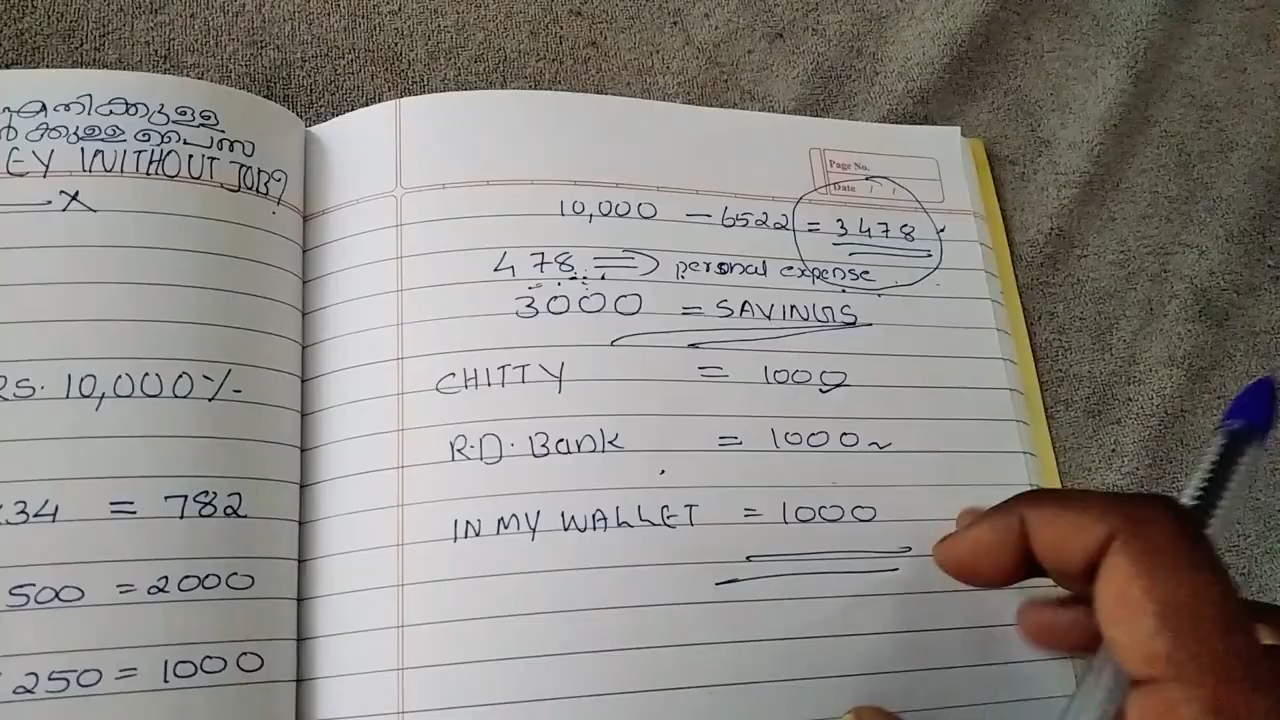 എതിക്കുള്ള
ക്കുള്ള പൈസ
EY WITHOUT JOB?
RS. 10,000/-
34 = 782
500 = 2000
250 = 1000
Page No.
Date / /
10,000 - 6522 = 3478
478 => personal expense
3000 = SAVINGS
CHITTY = 1000
R.D. Bank = 1000
IN MY WALLET = 1000